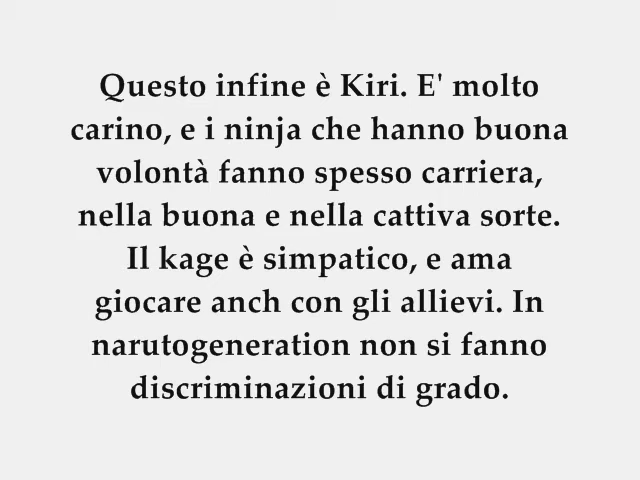 Questo infine è Kiri. E' molto
carino, e i ninja che hanno buona
volontà fanno spesso carriera,
nella buona e nella cattiva sorte.
Il kage è simpatico, e ama
giocare anch con gli allievi. In
narutogeneration non si fanno
discriminazioni di grado.